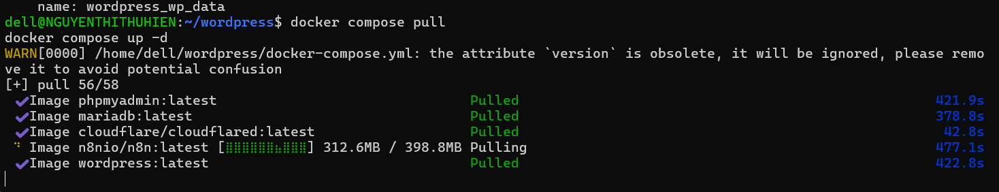 name: wordpress_wp_data
dell@NGUYENTHITHUHIEN:~/wordpress$ docker compose pull
docker compose up -d
WARN[0000] /home/dell/wordpress/docker-compose.yml: the attribute `version` is obsolete, it will be ignored, please remo
ve it to avoid potential confusion
[+] pull 56/58
✔Image phpmyadmin:latest Pulled 421.9s
✔Image mariadb:latest Pulled 378.8s
✔Image cloudflare/cloudflared:latest Pulled 42.8s
⠙ Image n8nio/n8n:latest [⣿⣿⣿⣿⣿⣿⣦⣿⣿⣿] 312.6MB / 398.8MB Pulling 477.1s
✔Image wordpress:latest Pulled 422.8s